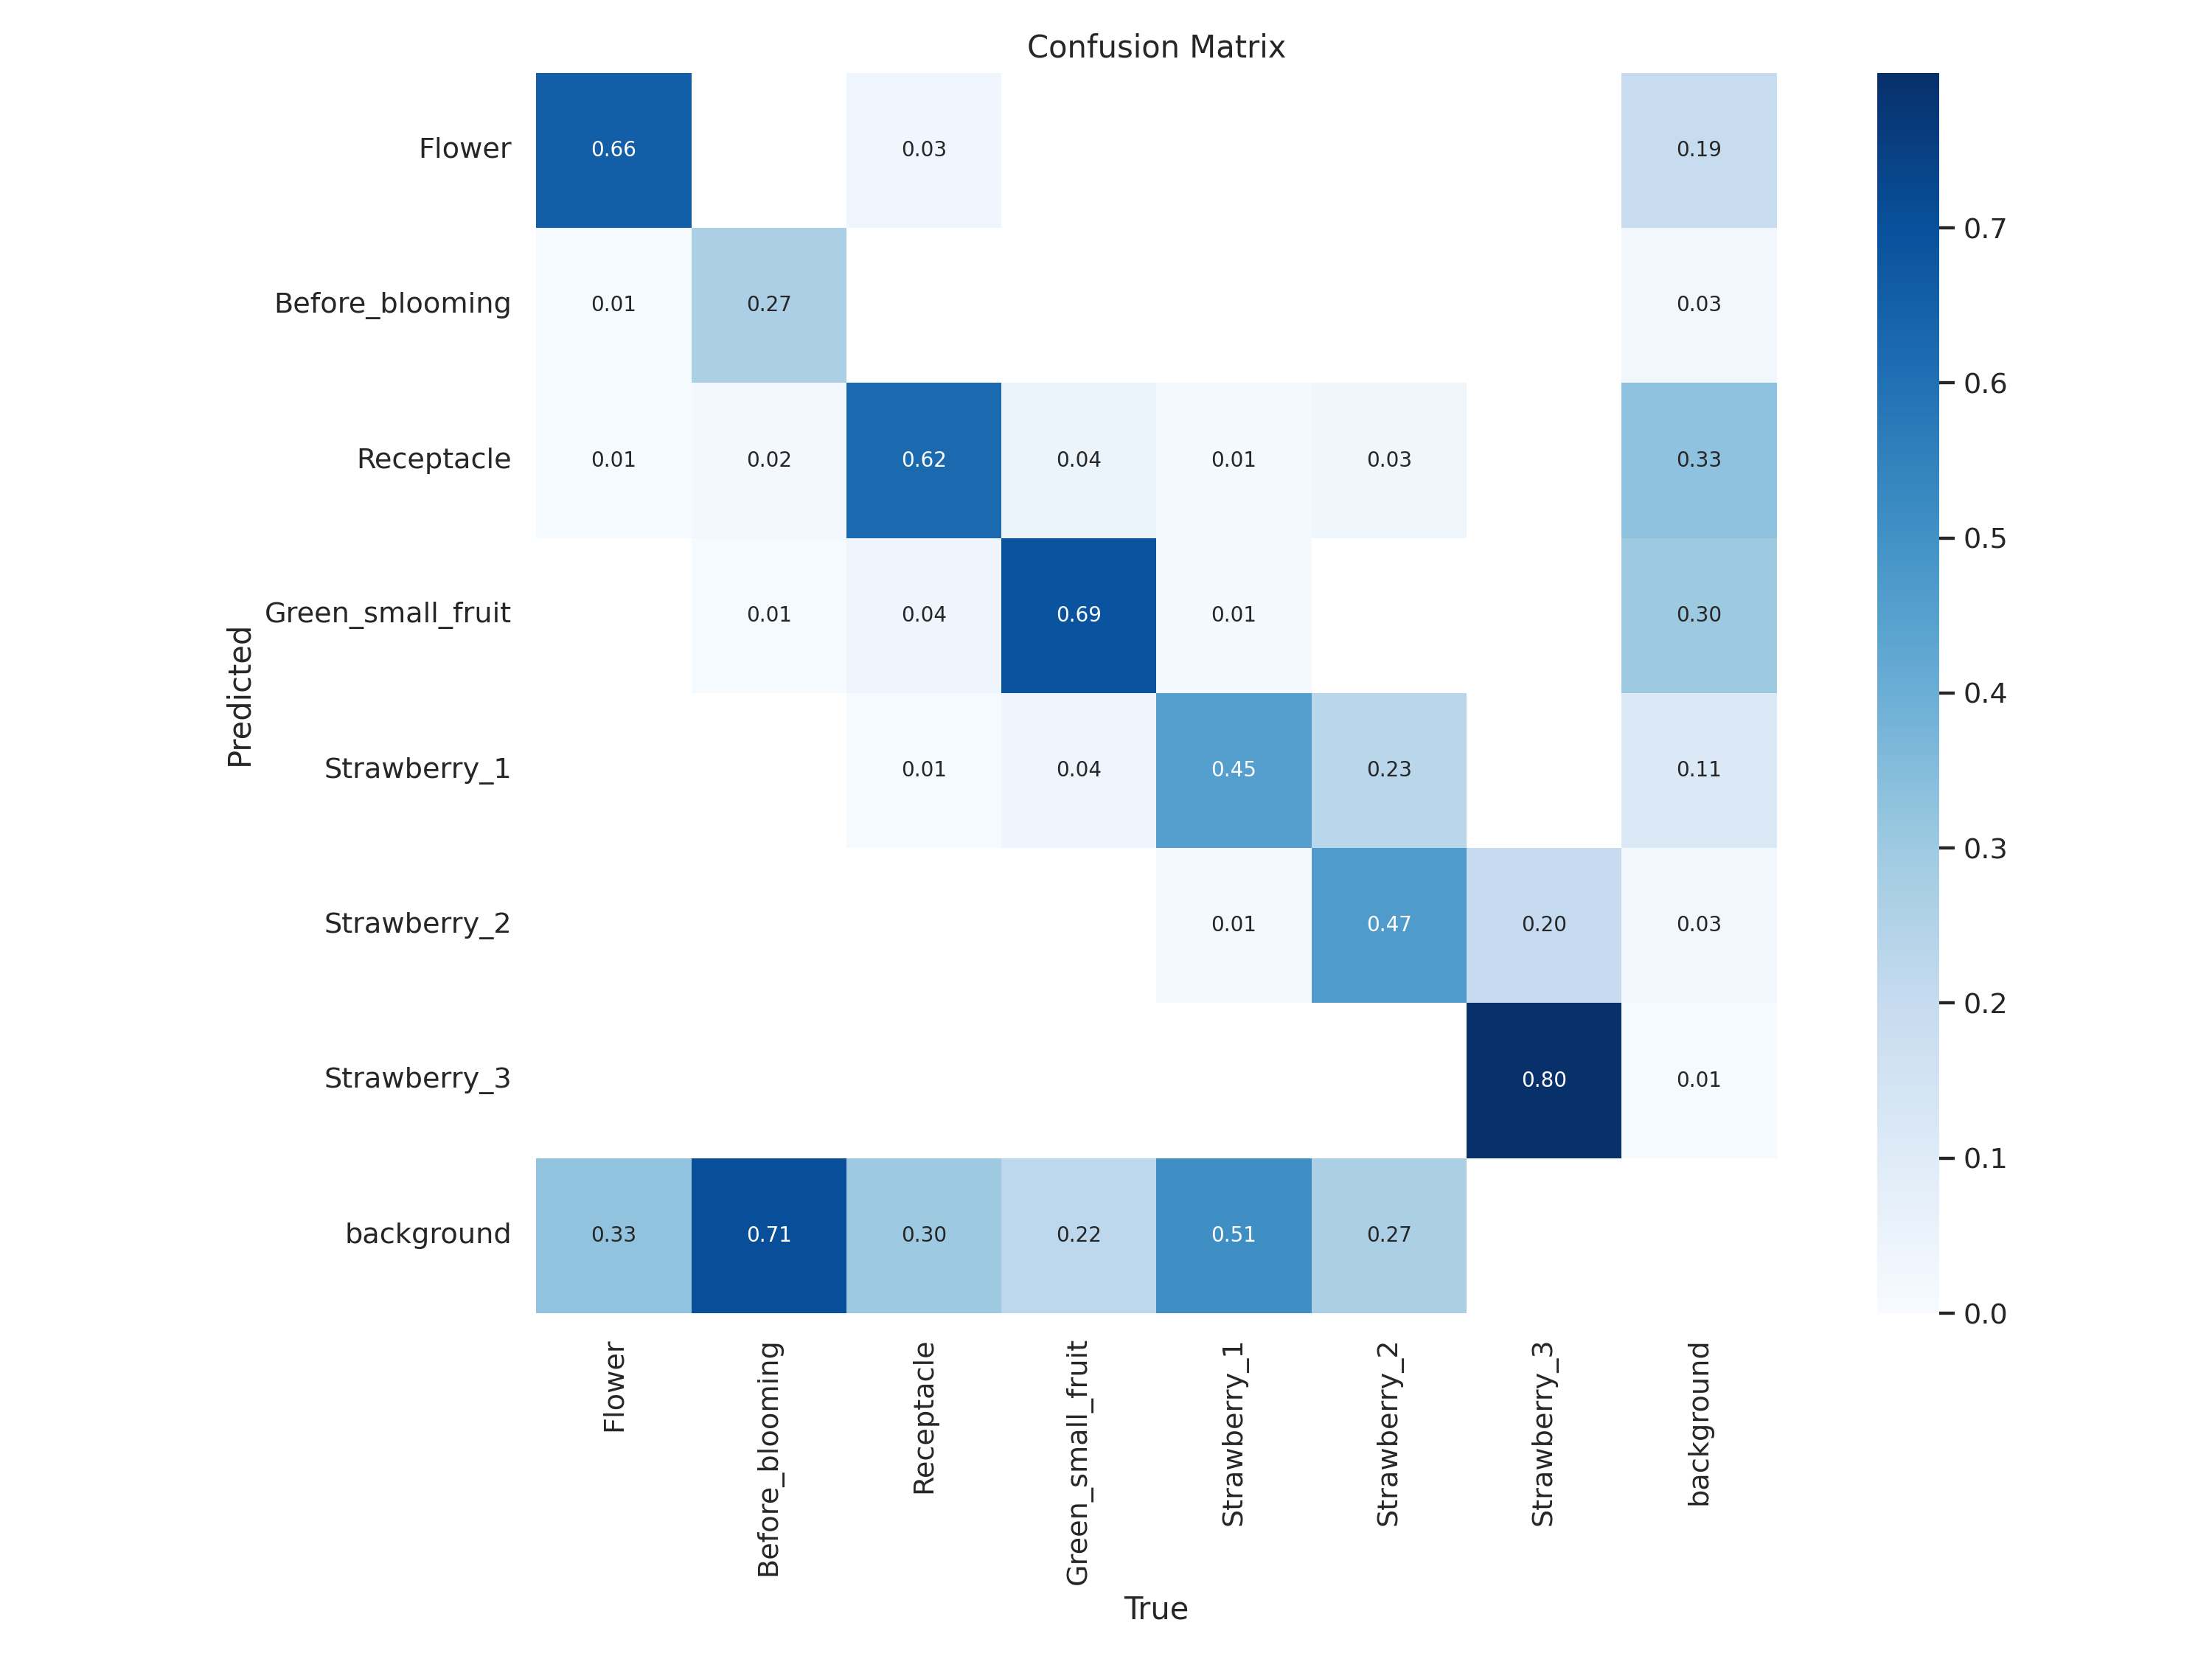 Confusion Matrix
Flower 0.66 0.03 0.19
Before_blooming 0.01 0.27 0.03
Receptacle 0.01 0.02 0.62 0.04 0.01 0.03 0.33
Green_small_fruit 0.01 0.04 0.69 0.01 0.30
Strawberry_1 0.01 0.04 0.45 0.23 0.11
Strawberry_2 0.01 0.47 0.20 0.03
Strawberry_3 0.80 0.01
background 0.33 0.71 0.30 0.22 0.51 0.27
Predicted
Flower
Before_blooming
Receptacle
Green_small_fruit
Strawberry_1
Strawberry_2
Strawberry_3
background
True
0.7
0.6
0.5
0.4
0.3
0.2
0.1
0.0